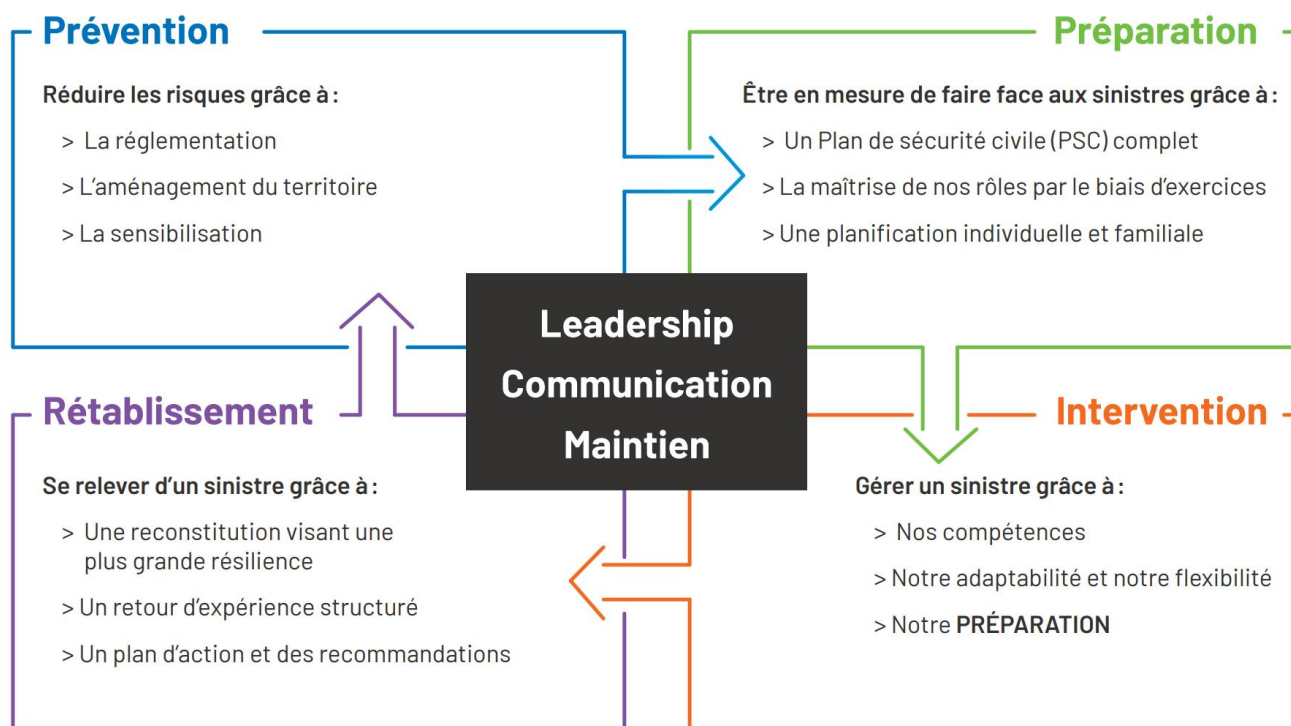 Prévention
Réduire les risques grâce à :
> La réglementation
> L'aménagement du territoire
> La sensibilisation
Préparation
Être en mesure de faire face aux sinistres grâce à :
> Un Plan de sécurité civile (PSC) complet
> La maîtrise de nos rôles par le biais d'exercices
> Une planification individuelle et familiale
Leadership
Communication
Maintien
Rétablissement
Se relever d'un sinistre grâce à :
> Une reconstitution visant une
plus grande résilience
> Un retour d'expérience structuré
> Un plan d'action et des recommandations
Intervention
Gérer un sinistre grâce à :
> Nos compétences
> Notre adaptabilité et notre flexibilité
> Notre PRÉPARATION